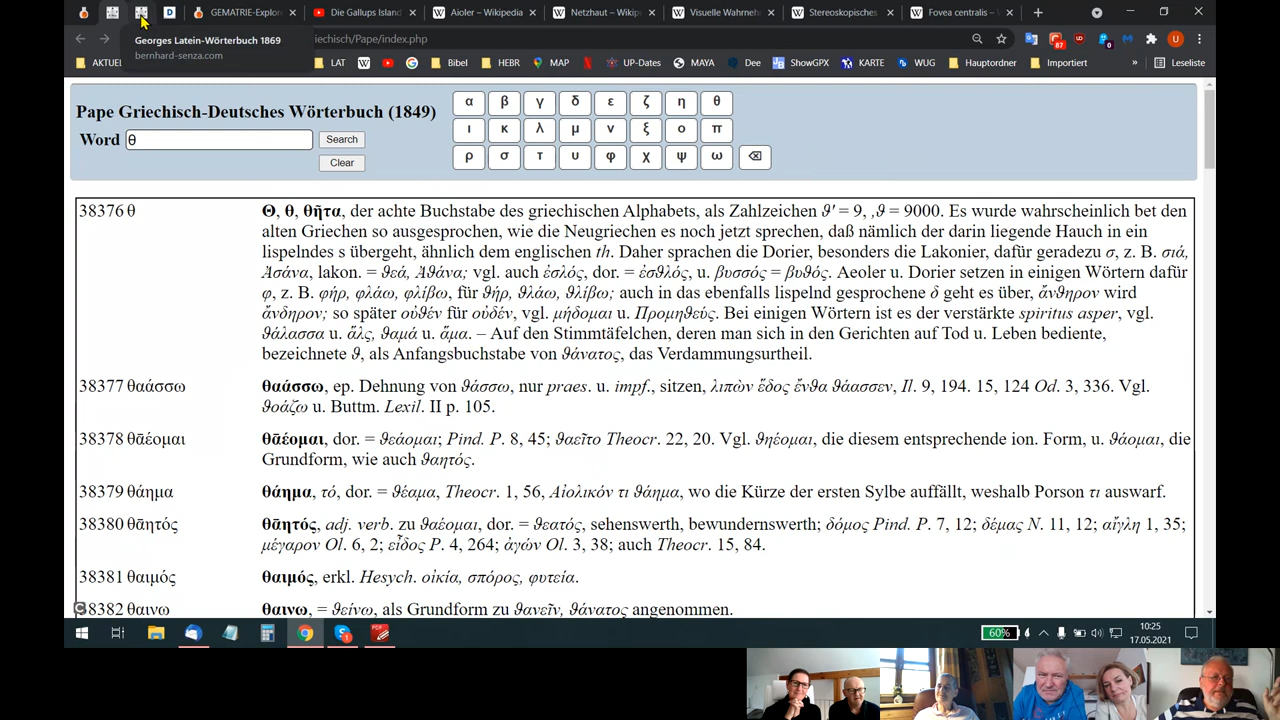 GEMATRIE-Explor
Die Gallups Island
Aioler – Wikipedia
Netzhaut – Wikip
Visuelle Wahrneh
Stereoskopisches
Fovea centralis – W
Georges Latein-Wörterbuch 1869
bernhard-senza.com
iechisch/Pape/index.php
87
0
U
AKTUEL
LAT
Bibel
HEBR
MAP
UP-Dates
MAYA
Dee
ShowGPX
KARTE
WUG
Hauptordner
Importiert
»
Leseliste
Pape Griechisch-Deutsches Wörterbuch (1849)
Word θ Search
Clear
α β γ δ ε ζ η θ
ι κ λ μ ν ξ ο π
ρ σ τ υ φ χ ψ ω
38376 θ
Θ, θ, θῆτα, der achte Buchstabe des griechischen Alphabets, als Zahlzeichen ϑ' = 9, ,ϑ = 9000. Es wurde wahrscheinlich bet den
alten Griechen so ausgesprochen, wie die Neugriechen es noch jetzt sprechen, daß nämlich der darin liegende Hauch in ein
lispelndes s übergeht, ähnlich dem englischen th. Daher sprachen die Dorier, besonders die Lakonier, dafür geradezu σ, z. B. σιά,
Ἀσάνα, lakon. = ϑεά, Ἀθάνα; vgl. auch ἐσλός, dor. = ἐσϑλός, u. βυσσός = βυϑός. Aeoler u. Dorier setzen in einigen Wörtern dafür
φ, z. B. φήρ, φλάω, φλίβω, für ϑήρ, ϑλάω, ϑλίβω; auch in das ebenfalls lispelnd gesprochene δ geht es über, ἄνθηρον wird
ἄνδηρον; so später οὐθέν für οὐδέν, vgl. μήδομαι u. Προμηϑεύς. Bei einigen Wörtern ist es der verstärkte spiritus asper, vgl.
ϑάλασσα u. ἅλς, ϑαμά u. ἅμα. – Auf den Stimmtäfelchen, deren man sich in den Gerichten auf Tod u. Leben bediente,
bezeichnete ϑ, als Anfangsbuchstabe von ϑάνατος, das Verdammungsurtheil.
38377 θαάσσω
θαάσσω, ep. Dehnung von ϑάσσω, nur praes. u. impf., sitzen, λιπὼν ἕδος ἔνθα ϑάασσεν, Il. 9, 194. 15, 124 Od. 3, 336. Vgl.
ϑοάζω u. Buttm. Lexil. II p. 105.
38378 θᾱέομαι
θᾱέομαι, dor. = ϑεάομαι; Pind. P. 8, 45; ϑαεῖτο Theocr. 22, 20. Vgl. ϑηέομαι, die diesem entsprechende ion. Form, u. ϑάομαι, die
Grundform, wie auch ϑαητός.
38379 θάημα
θάημα, τό, dor. = ϑέαμα, Theocr. 1, 56, Αἰολικόν τι ϑάημα, wo die Kürze der ersten Sylbe auffällt, weshalb Porson τι auswarf.
38380 θᾱητός
θᾱητός, adj. verb. zu ϑαέομαι, dor. = ϑεατός, sehenswerth, bewundernswerth; δόμος Pind. P. 7, 12; δέμας N. 11, 12; αἴγλη 1, 35;
μέγαρον Ol. 6, 2; εἶδος P. 4, 264; ἀγών Ol. 3, 38; auch Theocr. 15, 84.
38381 θαιμός
θαιμός, erkl. Hesych. οἰκία, σπόρος, φυτεία.
38382 θαινω
θαινω, = ϑείνω, als Grundform zu ϑανεῖν, ϑάνατος angenommen.
60%
10:25
17.05.2021